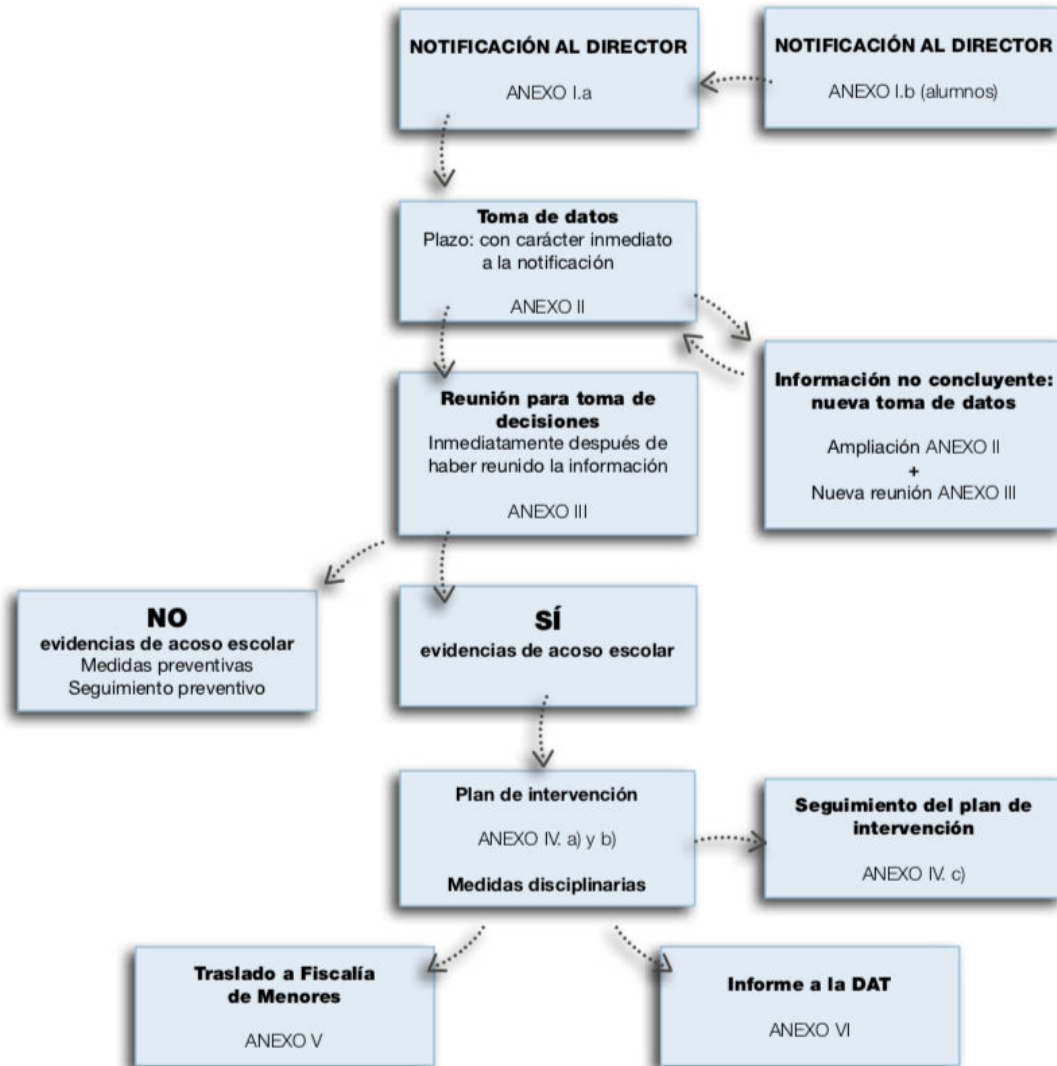 NOTIFICACIÓN AL DIRECTOR
ANEXO I.a
NOTIFICACIÓN AL DIRECTOR
ANEXO I.b (alumnos)
Toma de datos
Plazo: con carácter inmediato
a la notificación
ANEXO II
Información no concluyente:
nueva toma de datos
Ampliación ANEXO II
+
Nueva reunión ANEXO III
Reunión para toma de
decisiones
Inmediatamente después de
haber reunido la información
ANEXO III
NO
evidencias de acoso escolar
Medidas preventivas
Seguimiento preventivo
SÍ
evidencias de acoso escolar
Plan de intervención
ANEXO IV. a) y b)
Medidas disciplinarias
Seguimiento del plan de
intervención
ANEXO IV. c)
Traslado a Fiscalía
de Menores
ANEXO V
Informe a la DAT
ANEXO VI